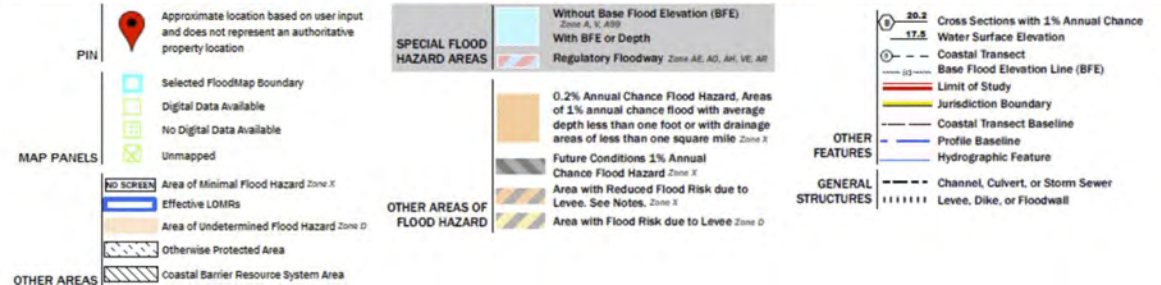 Approximate location based on user input
and does not represent an authoritative
property location
PIN
Selected FloodMap Boundary
Digital Data Available
No Digital Data Available
Unmapped
MAP PANELS
NO SCREEN Area of Minimal Flood Hazard Zone X
Effective LOMRs
Area of Undetermined Flood Hazard Zone D
Otherwise Protected Area
Coastal Barrier Resource System Area
OTHER AREAS
SPECIAL FLOOD
HAZARD AREAS
Without Base Flood Elevation (BFE)
Zone A, V, A99
With BFE or Depth
Regulatory Floodway Zone AE, AO, AH, VE, AR
0.2% Annual Chance Flood Hazard, Areas
of 1% annual chance flood with average
depth less than one foot or with drainage
areas of less than one square mile Zone X
Future Conditions 1% Annual
Chance Flood Hazard Zone X
Area with Reduced Flood Risk due to
Levee. See Notes. Zone X
Area with Flood Risk due to Levee Zone D
OTHER AREAS OF
FLOOD HAZARD
20.2 Cross Sections with 1% Annual Chance
17.5 Water Surface Elevation
Coastal Transect
Base Flood Elevation Line (BFE)
Limit of Study
Jurisdiction Boundary
Coastal Transect Baseline
Profile Baseline
Hydrographic Feature
OTHER
FEATURES
Channel, Culvert, or Storm Sewer
Levee, Dike, or Floodwall
GENERAL
STRUCTURES